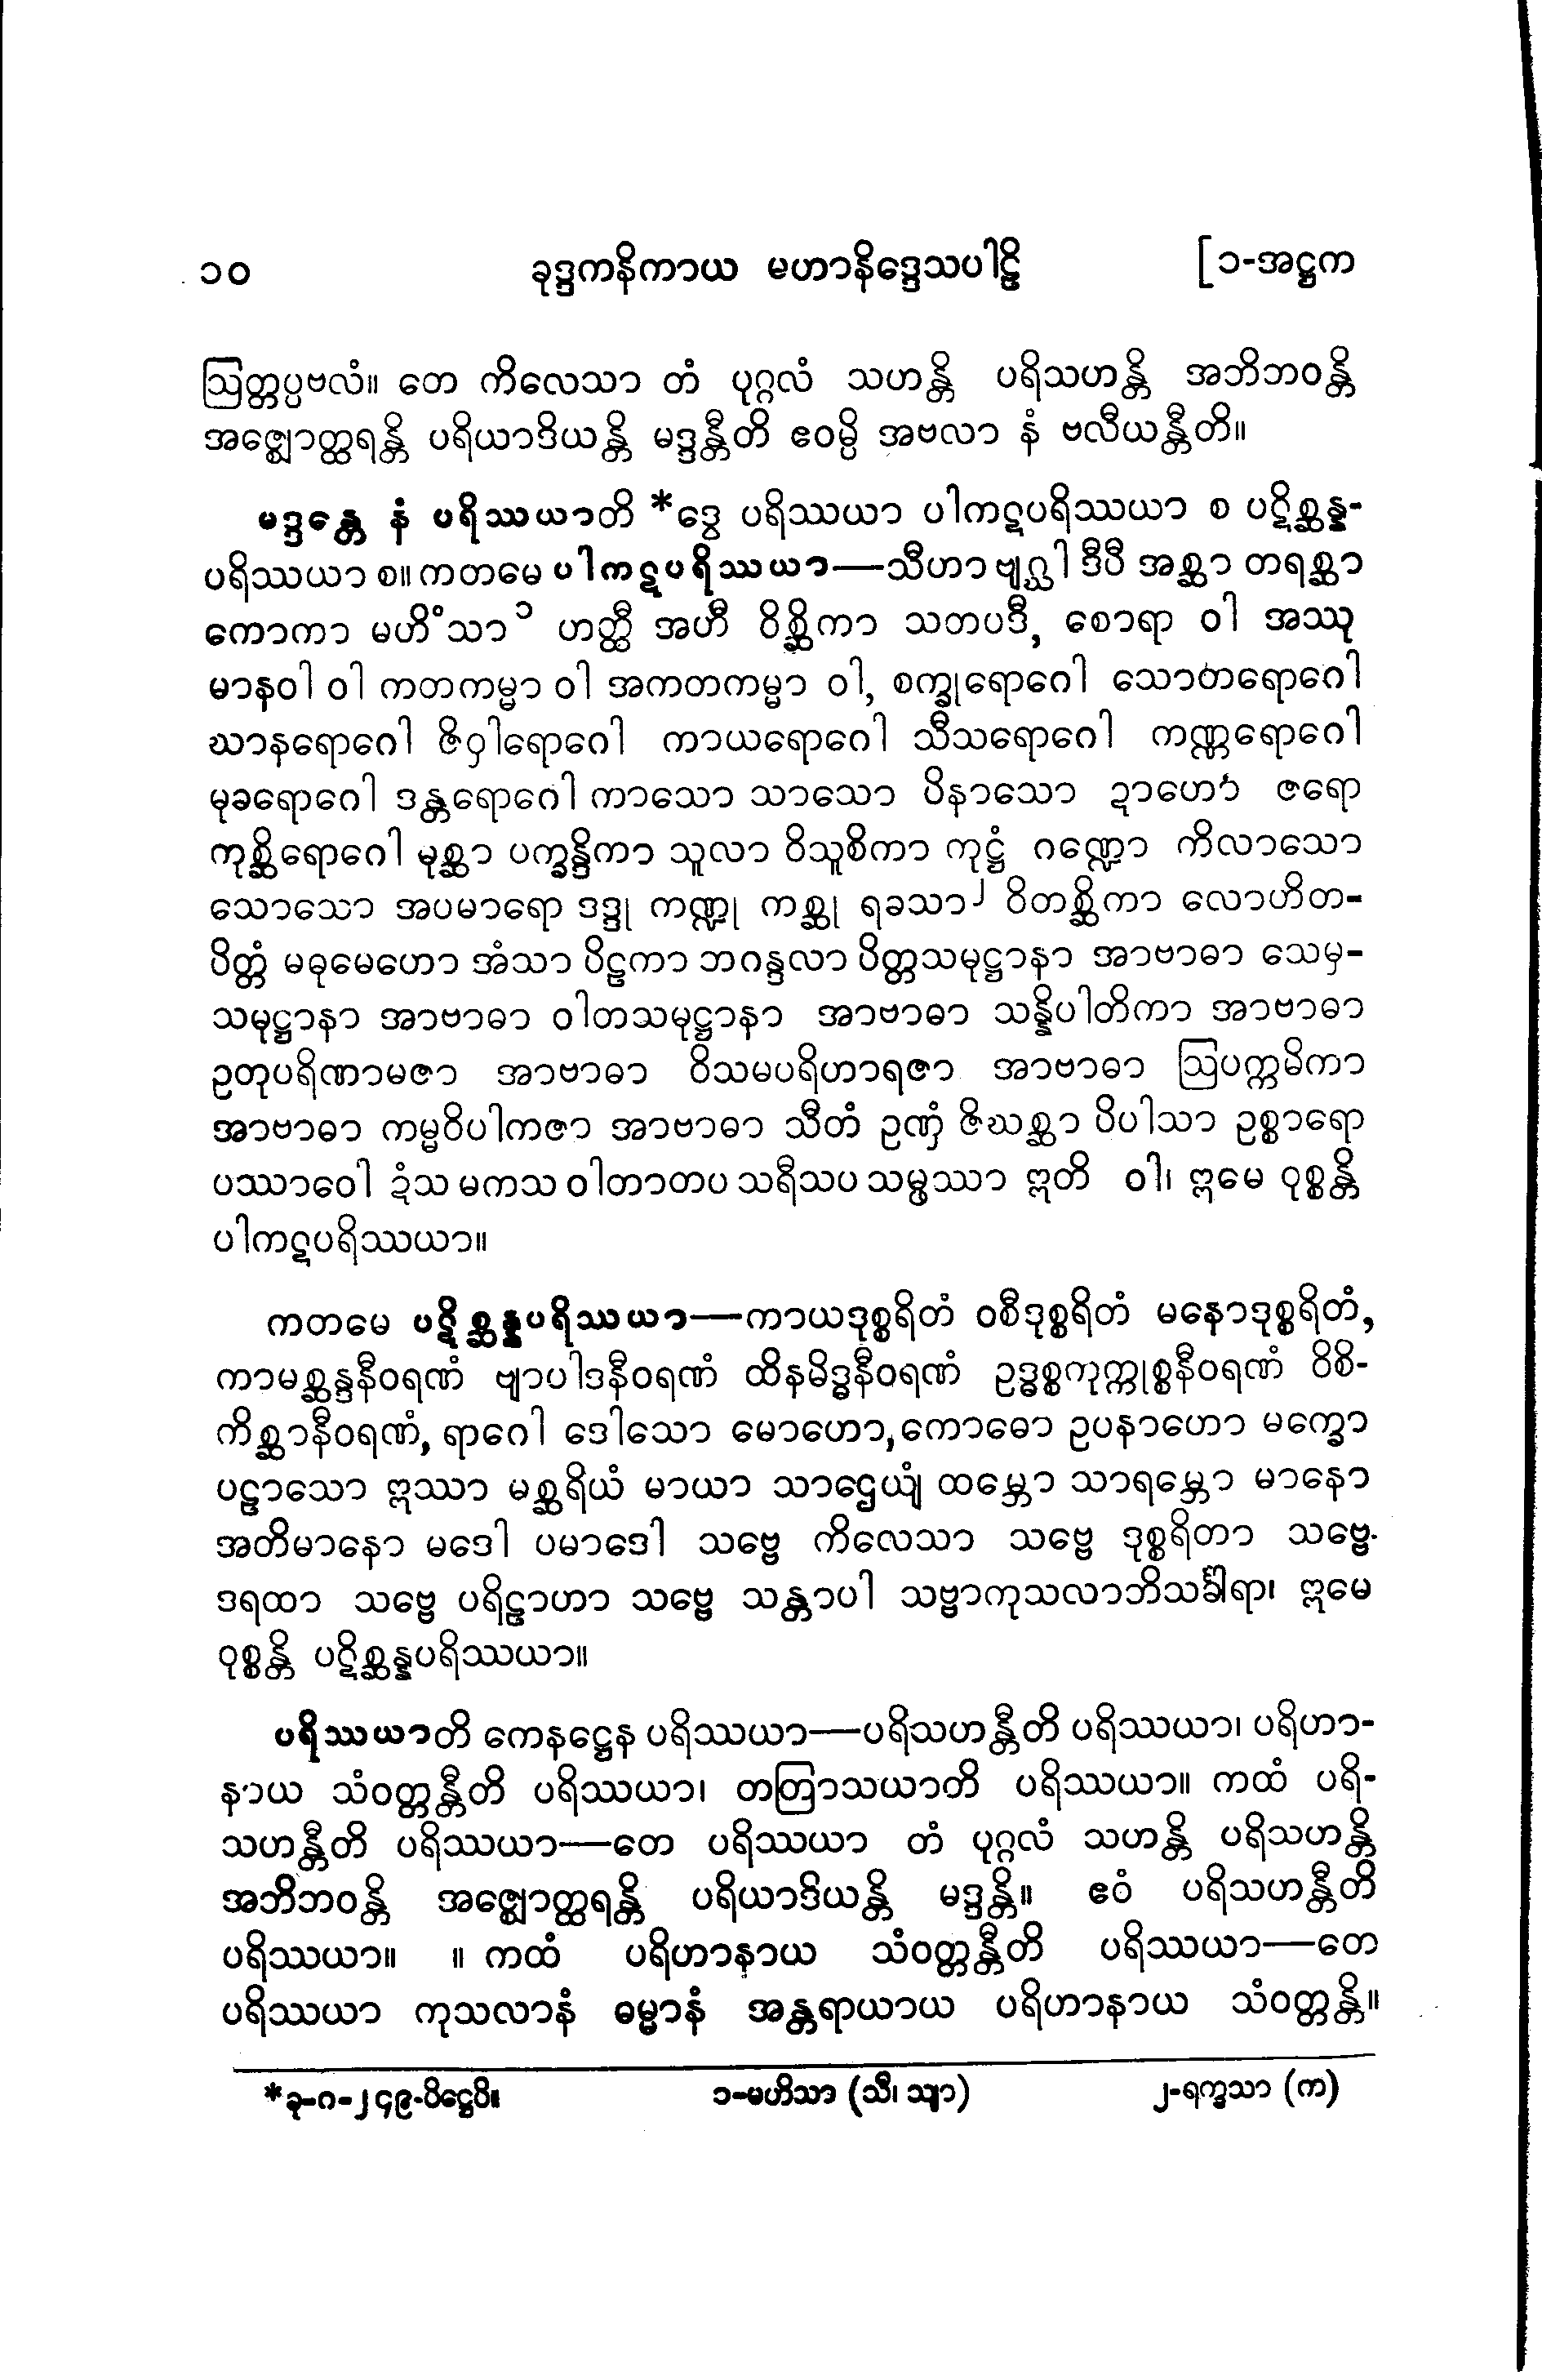 ၁၀ ခုဒ္ဒကနိကာယ မဟာနိဒ္ဒေသပါဠိ [၁-အဋ္ဌက
ဩတ္တပ္ပဗလံ။ တေ ကိလေသာ တံ ပုဂ္ဂလံ သဟန္တိ ပရိသဟန္တိ အဘိဘဝန္တိ
အဇ္ဈောတ္ထရန္တိ ပရိယာဒိယန္တိ မဒ္ဒန္တီတိ ဧဝမ္ပိ အဗလာ နံ ဗလီယန္တီတိ။
မဒ္ဒန္တေ နံ ပရိဿယာတိ *ဒွေ ပရိဿယာ ပါကဋပရိဿယာ စ ပဋိစ္ဆန္န-
ပရိဿယာ စ။ ကတမေ ပါကဋပရိဿယာ—သီဟာ ဗျဂ္ဃါ ဒီပီ အစ္ဆာ တရစ္ဆာ
ကောကာ မဟိံသာ ၁ ဟတ္ထီ အဟီ ဝိစ္ဆိကာ သတပဒီ, စောရာ ဝါ အဿု
မာနဝါ ဝါ ကတကမ္မာ ဝါ အကတကမ္မာ ဝါ, စက္ခုရောဂေါ သောတရောဂေါ
ဃာနရောဂေါ ဇိဝှါရောဂေါ ကာယရောဂေါ သီသရောဂေါ ကဏ္ဏရောဂေါ
မုခရောဂေါ ဒန္တရောဂေါ ကာသော သာသော ပိနာသော ဍာဟော ဇရော
ကုစ္ဆိရောဂေါ မုစ္ဆာ ပက္ခန္ဒိကာ သူလာ ဝိသူစိကာ ကုဋ္ဌံ ဂဏ္ဍော ကိလာသော
သောသော အပမာရော ဒဒ္ဒု ကဏ္ဍု ကစ္ဆု ရခသာ ၂ ဝိတစ္ဆိကာ လောဟိတ-
ပိတ္တံ မဓုမေဟော အံသာ ပိဠကာ ဘဂန္ဒလာ ပိတ္တသမုဋ္ဌာနာ အာဗာဓာ သေမှ-
သမုဋ္ဌာနာ အာဗာဓာ ဝါတသမုဋ္ဌာနာ အာဗာဓာ သန္နိပါတိကာ အာဗာဓာ
ဥတုပရိဏာမဇာ အာဗာဓာ ဝိသမပရိဟာရဇာ အာဗာဓာ ဩပက္ကမိကာ
အာဗာဓာ ကမ္မဝိပါကဇာ အာဗာဓာ သီတံ ဥဏှံ ဇိဃစ္ဆာ ပိပါသာ ဥစ္စာရော
ပဿာဝေါ ဍံသ မကသ ဝါတာတပ သရီသပ သမ္ဖဿာ ဣတိ ဝါ၊ ဣမေ ဝုစ္စန္တိ
ပါကဋပရိဿယာ။
ကတမေ ပဋိစ္ဆန္နပရိဿယာ—ကာယဒုစ္စရိတံ ဝစီဒုစ္စရိတံ မနောဒုစ္စရိတံ,
ကာမစ္ဆန္ဒနီဝရဏံ ဗျာပါဒနီဝရဏံ ထိနမိဒ္ဓနီဝရဏံ ဥဒ္ဓစ္စကုက္ကုစ္စနီဝရဏံ ဝိစိ-
ကိစ္ဆာနီဝရဏံ, ရာဂေါ ဒေါသော မောဟော, ကောဓော ဥပနာဟော မက္ခော
ပဠာသော ဣဿာ မစ္ဆရိယံ မာယာ သာဌေယျံ ထမ္ဘော သာရမ္ဘော မာနော
အတိမာနော မဒေါ ပမာဒေါ သဗ္ဗေ ကိလေသာ သဗ္ဗေ ဒုစ္စရိတာ သဗ္ဗေ
ဒရထာ သဗ္ဗေ ပရိဠာဟာ သဗ္ဗေ သန္တာပါ သဗ္ဗာကုသလာဘိသင်္ခါရာ၊ ဣမေ
ဝုစ္စန္တိ ပဋိစ္ဆန္နပရိဿယာ။
ပရိဿယာတိ ကေနဋ္ဌေန ပရိဿယာ—ပရိသဟန္တီတိ ပရိဿယာ၊ ပရိဟာ-
နာယ သံဝတ္တန္တီတိ ပရိဿယာ၊ တတြာသယာတိ ပရိဿယာ။ ကထံ ပရိ-
သဟန္တီတိ ပရိဿယာ—တေ ပရိဿယာ တံ ပုဂ္ဂလံ သဟန္တိ ပရိသဟန္တိ
အဘိဘဝန္တိ အဇ္ဈောတ္ထရန္တိ ပရိယာဒိယန္တိ မဒ္ဒန္တိ။ ဧဝံ ပရိသဟန္တီတိ
ပရိဿယာ။ ။ ကထံ ပရိဟာနာယ သံဝတ္တန္တီတိ ပရိဿယာ—တေ
ပရိဿယာ ကုသလာနံ ဓမ္မာနံ အန္တရာယာယ ပရိဟာနာယ သံဝတ္တန္တိ။
*ခု-ဂ-၂၄၉-ပိဋ္ဌေပိ။ ၁-မဟိသာ (သီ၊ သျာ) ၂-ရက္ခသာ (က)